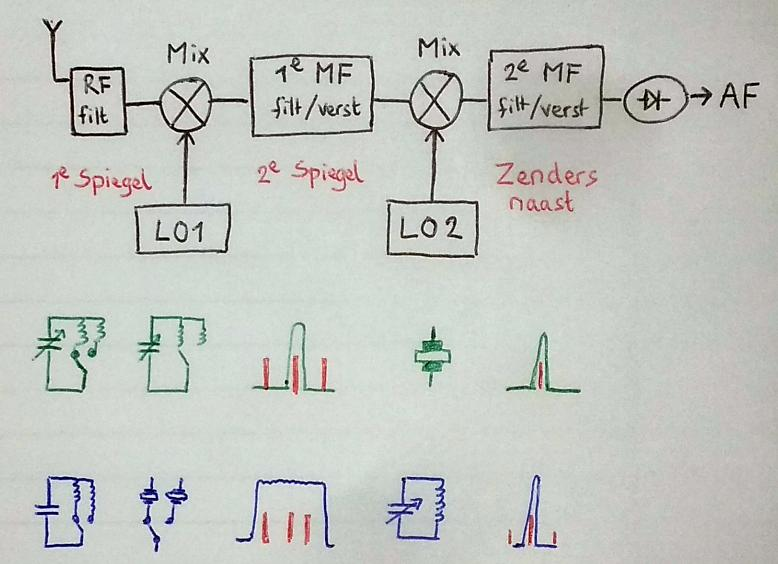 Mix
Mix
RF
filt
1e MF
filt/verst
2e MF
filt/verst
AF
1e Spiegel
2e Spiegel
Zenders
naast
LO1
LO2